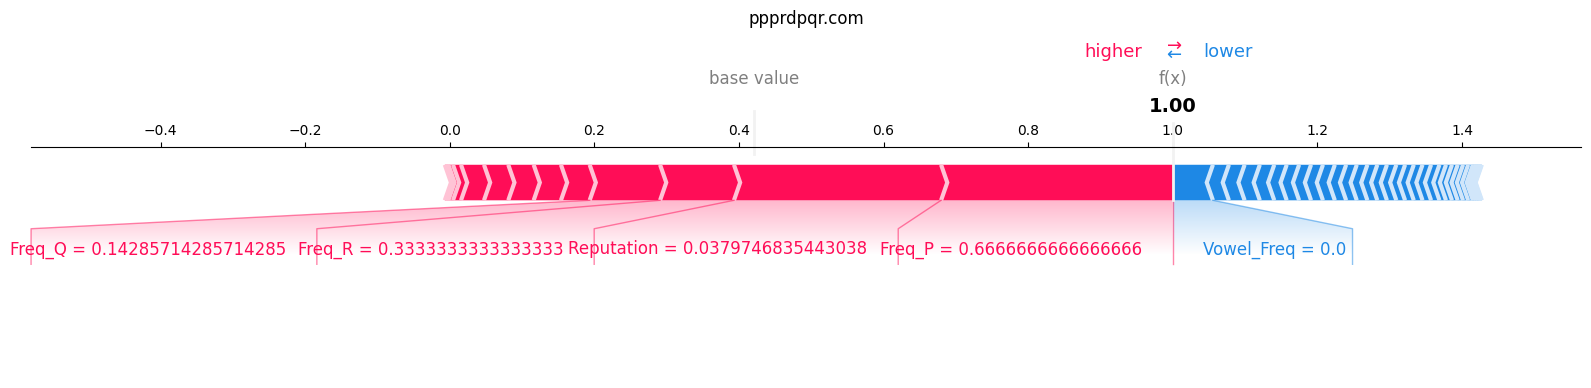 ppprdpqr.com
higher ⇄ lower
base value f(x)
1.00
−0.4 −0.2 0.0 0.2 0.4 0.6 0.8 1.0 1.2 1.4
Freq_Q = 0.14285714285714285 Freq_R = 0.3333333333333333 Reputation = 0.0379746835443038 Freq_P = 0.6666666666666666 Vowel_Freq = 0.0